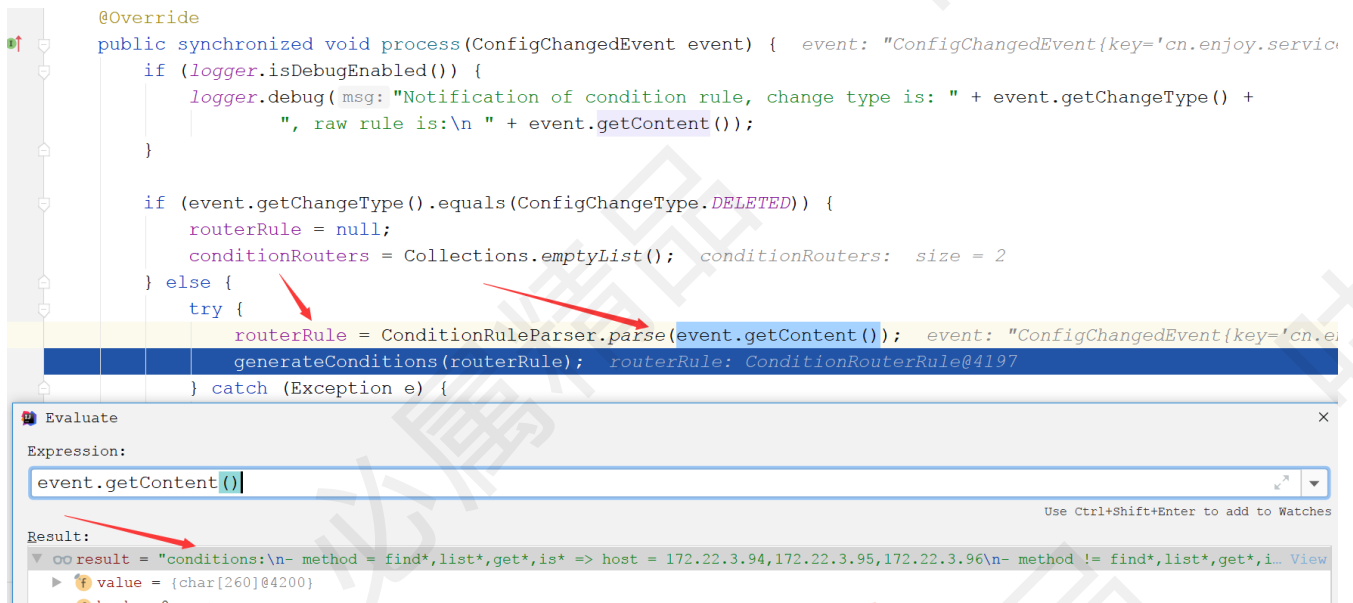 @Override
public synchronized void process(ConfigChangedEvent event) {  event: "ConfigChangedEvent{key='cn.enjoy.servic
if (logger.isDebugEnabled()) {
logger.debug( msg: "Notification of condition rule, change type is: " + event.getChangeType() +
", raw rule is:\n " + event.getContent());
}
if (event.getChangeType().equals(ConfigChangeType.DELETED)) {
routerRule = null;
conditionRouters = Collections.emptyList();  conditionRouters:  size = 2
} else {
try {
routerRule = ConditionRuleParser.parse(event.getContent());  event: "ConfigChangedEvent{key='cn.e
generateConditions(routerRule);  routerRule: ConditionRouterRule@4197
} catch (Exception e) {
Evaluate
Expression:
event.getContent()
Use Ctrl+Shift+Enter to add to Watches
Result:
result = "conditions:\n- method = find*,list*,get*,is* => host = 172.22.3.94,172.22.3.95,172.22.3.96\n- method != find*,list*,get*,i... View
value = {char[260]@4200}
必属精品